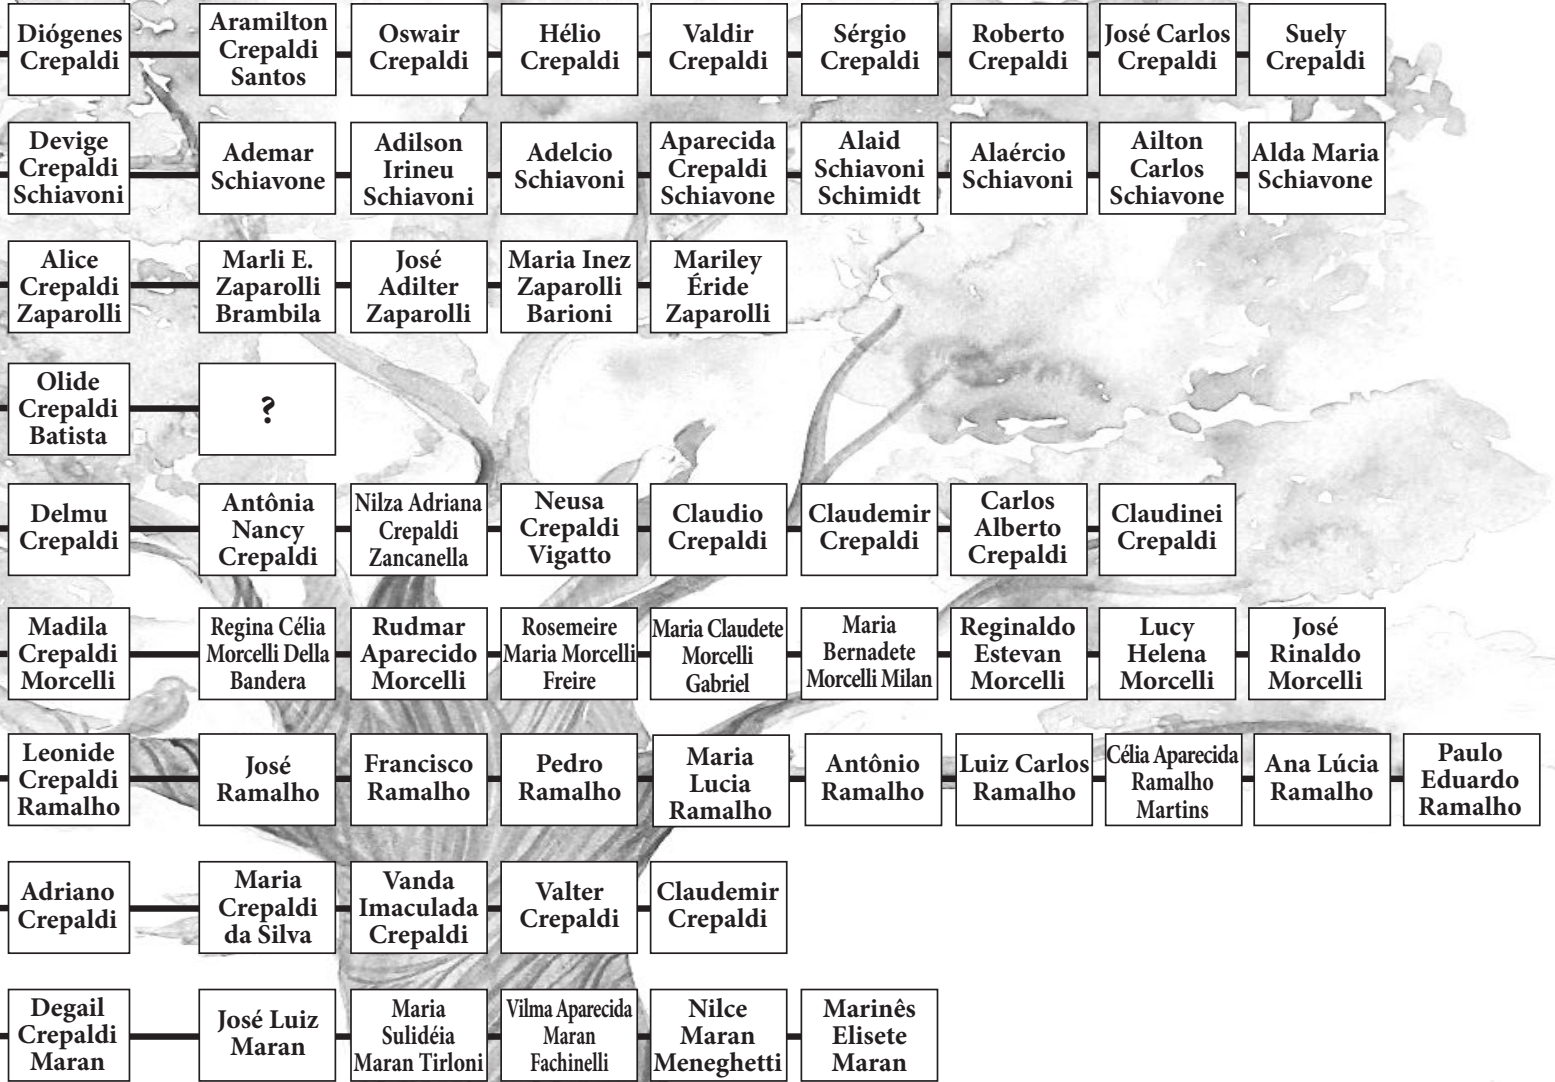 Diógenes
Crepaldi
Aramilton
Crepaldi
Santos
Oswair
Crepaldi
Hélio
Crepaldi
Valdir
Crepaldi
Sérgio
Crepaldi
Roberto
Crepaldi
José Carlos
Crepaldi
Suely
Crepaldi
Devige
Crepaldi
Schiavoni
Ademar
Schiavone
Adilson
Irineu
Schiavoni
Adelcio
Schiavoni
Aparecida
Crepaldi
Schiavone
Alaid
Schiavoni
Schimidt
Alaércio
Schiavoni
Ailton
Carlos
Schiavone
Alda Maria
Schiavone
Alice
Crepaldi
Zaparolli
Marli E.
Zaparolli
Brambila
José
Adilter
Zaparolli
Maria Inez
Zaparolli
Barioni
Mariley
Éride
Zaparolli
Olide
Crepaldi
Batista
?
Delmu
Crepaldi
Antônia
Nancy
Crepaldi
Nilza Adriana
Crepaldi
Zancanella
Neusa
Crepaldi
Vigatto
Claudio
Crepaldi
Claudemir
Crepaldi
Carlos
Alberto
Crepaldi
Claudinei
Crepaldi
Madila
Crepaldi
Morcelli
Regina Célia
Morcelli Della
Bandera
Rudmar
Aparecido
Morcelli
Rosemeire
Maria Morcelli
Freire
Maria Claudete
Morcelli
Gabriel
Maria
Bernadete
Morcelli Milan
Reginaldo
Estevan
Morcelli
Lucy
Helena
Morcelli
José
Rinaldo
Morcelli
Leonide
Crepaldi
Ramalho
José
Ramalho
Francisco
Ramalho
Pedro
Ramalho
Maria
Lucia
Ramalho
Antônio
Ramalho
Luiz Carlos
Ramalho
Célia Aparecida
Ramalho
Martins
Ana Lúcia
Ramalho
Paulo
Eduardo
Ramalho
Adriano
Crepaldi
Maria
Crepaldi
da Silva
Vanda
Imaculada
Crepaldi
Valter
Crepaldi
Claudemir
Crepaldi
Degail
Crepaldi
Maran
José Luiz
Maran
Maria
Sulidéia
Maran Tirloni
Vilma Aparecida
Maran
Fachinelli
Nilce
Maran
Meneghetti
Marinês
Elisete
Maran